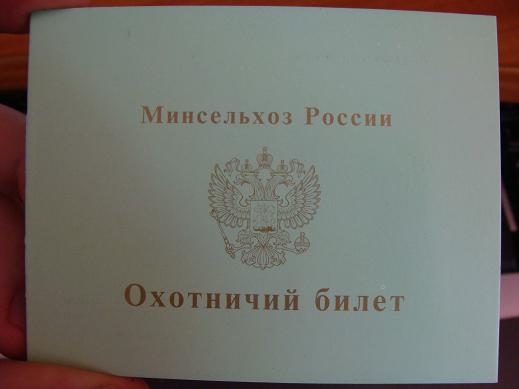 Минсельхоз России
Охотничий билет